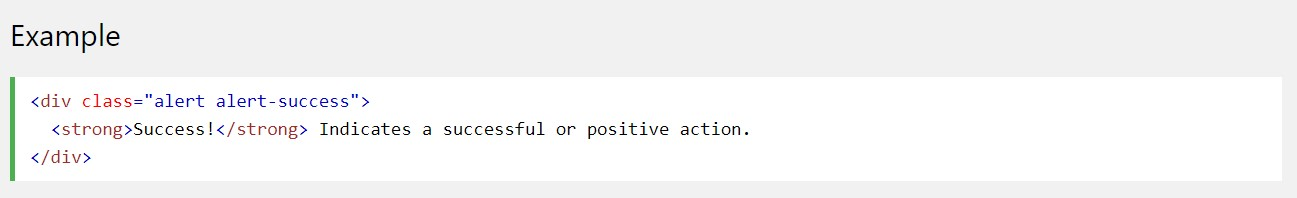 Example
<div class="alert alert-success">
  <strong>Success!</strong> Indicates a successful or positive action.
</div>